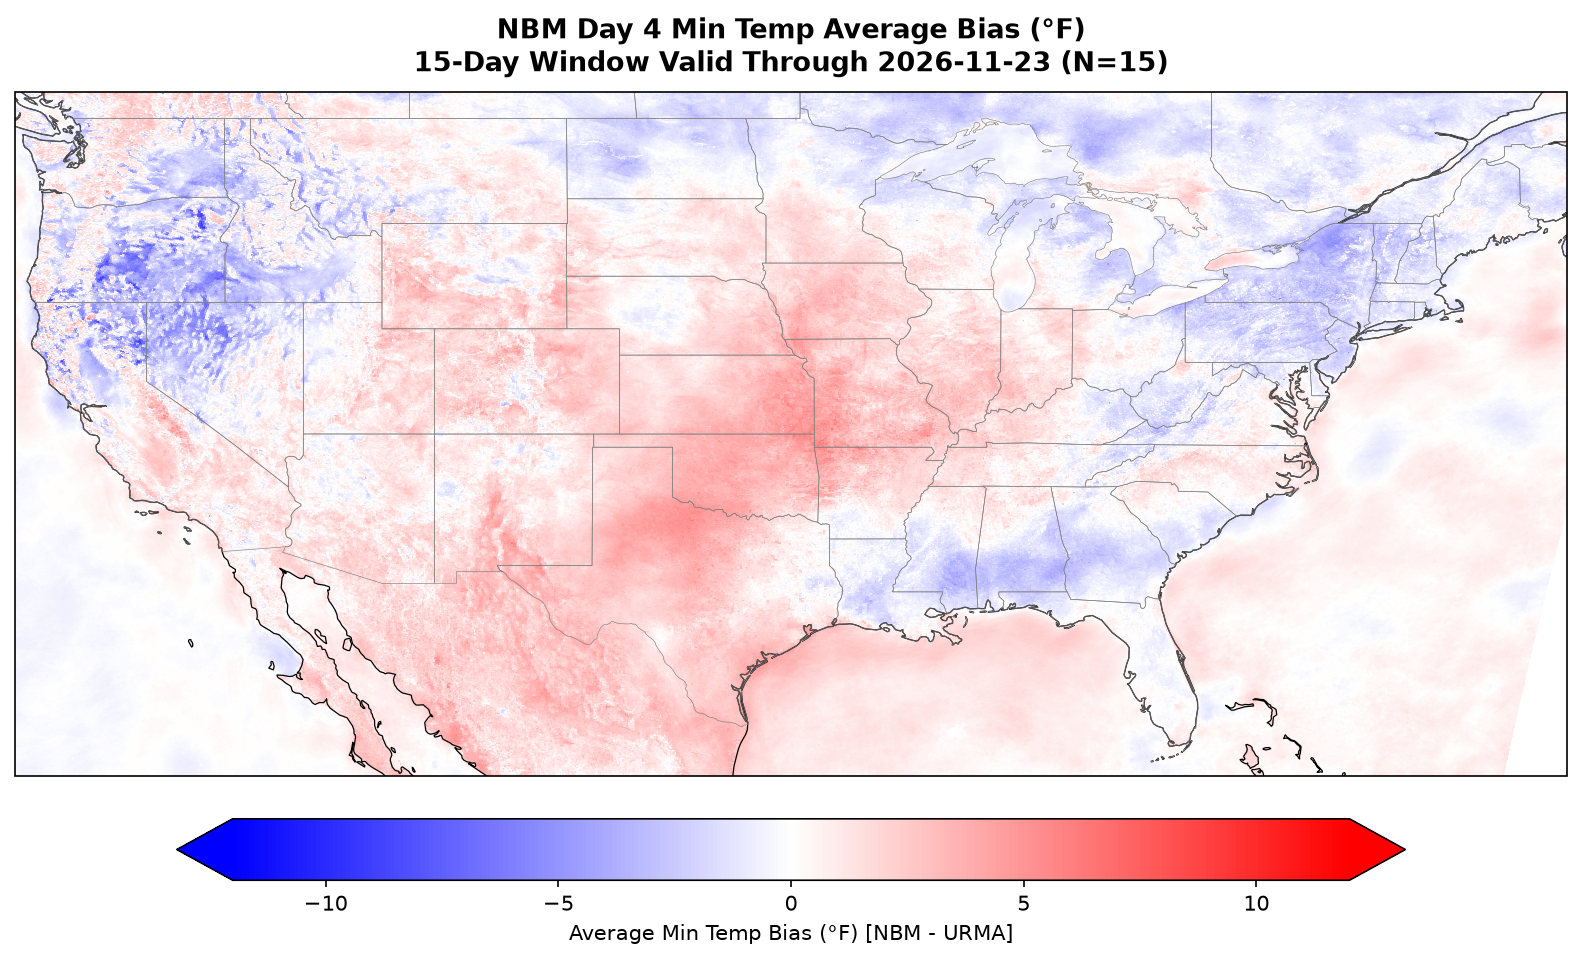 NBM Day 4 Min Temp Average Bias (°F)
15-Day Window Valid Through 2026-11-23 (N=15)
−10 −5 0 5 10
Average Min Temp Bias (°F) [NBM - URMA]